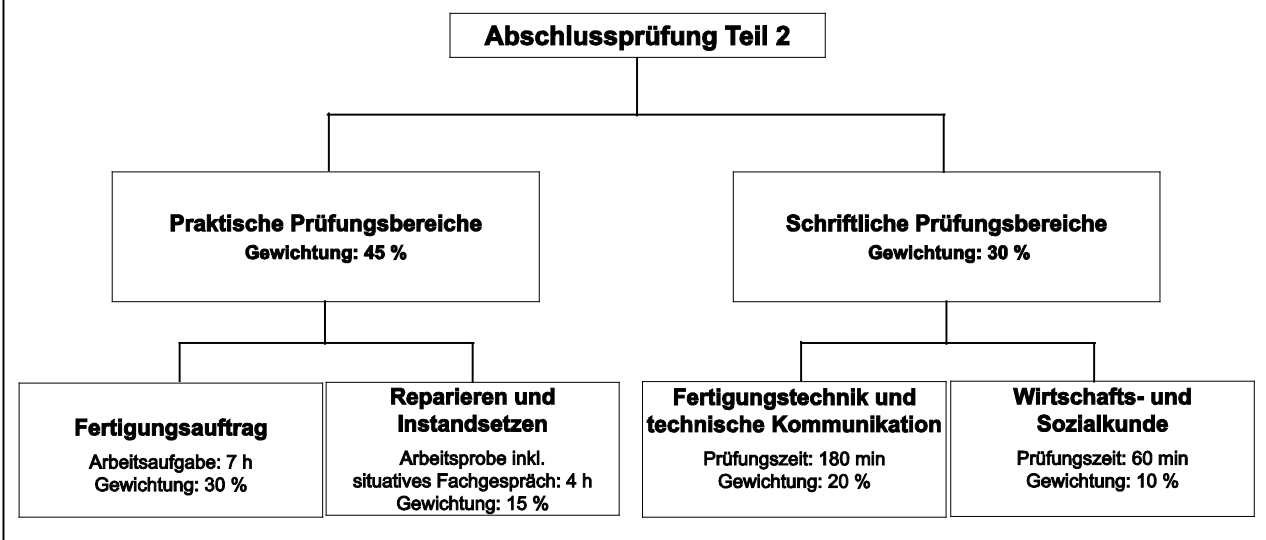 Abschlussprüfung Teil 2
Praktische Prüfungsbereiche
Gewichtung: 45 %
Schriftliche Prüfungsbereiche
Gewichtung: 30 %
Fertigungsauftrag
Arbeitsaufgabe: 7 h
Gewichtung: 30 %
Reparieren und
Instandsetzen
Arbeitsprobe inkl.
situatives Fachgespräch: 4 h
Gewichtung: 15 %
Fertigungstechnik und
technische Kommunikation
Prüfungszeit: 180 min
Gewichtung: 20 %
Wirtschafts- und
Sozialkunde
Prüfungszeit: 60 min
Gewichtung: 10 %